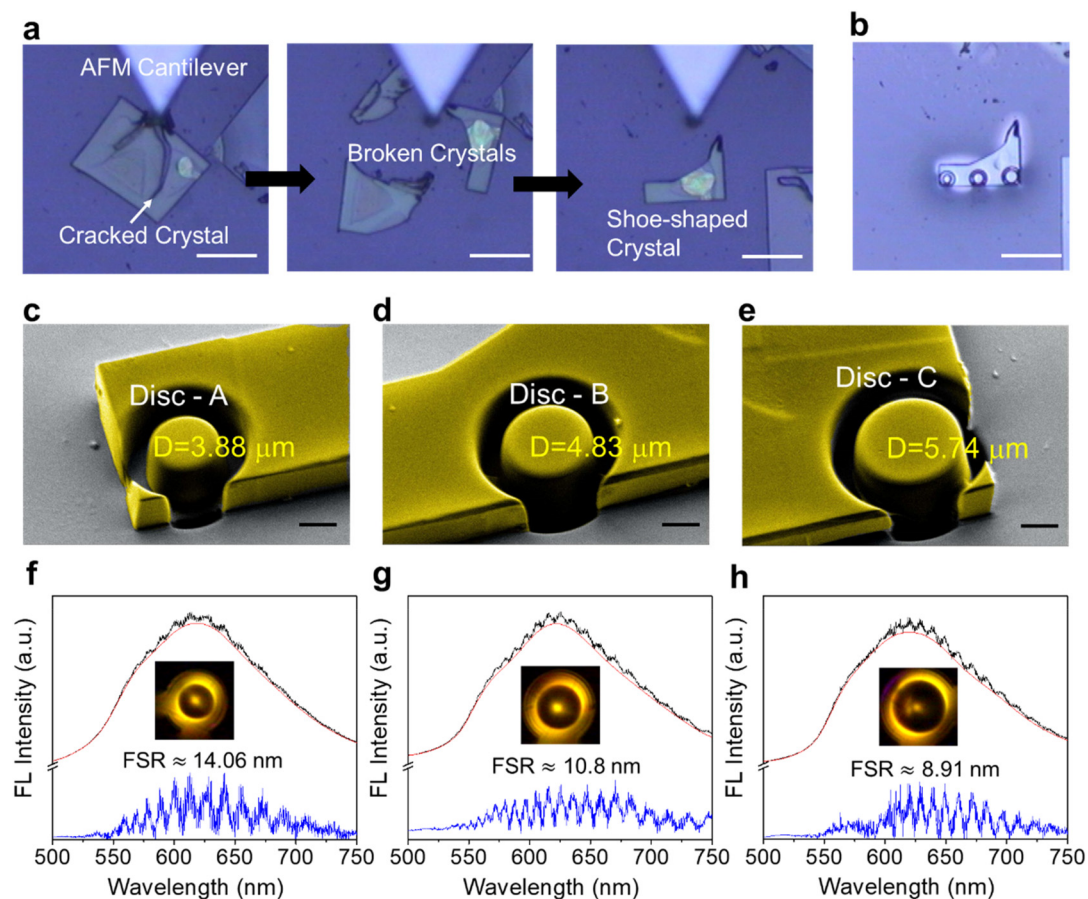 a
AFM Cantilever
Cracked Crystal
Broken Crystals
Shoe-shaped
Crystal
b
c
Disc - A
D=3.88 μm
d
Disc - B
D=4.83 μm
e
Disc - C
D=5.74 μm
f
FL Intensity (a.u.)
FSR ≈ 14.06 nm
500 550 600 650 700 750
Wavelength (nm)
g
FL Intensity (a.u.)
FSR ≈ 10.8 nm
500 550 600 650 700 750
Wavelength (nm)
h
FL Intensity (a.u.)
FSR ≈ 8.91 nm
500 550 600 650 700 750
Wavelength (nm)